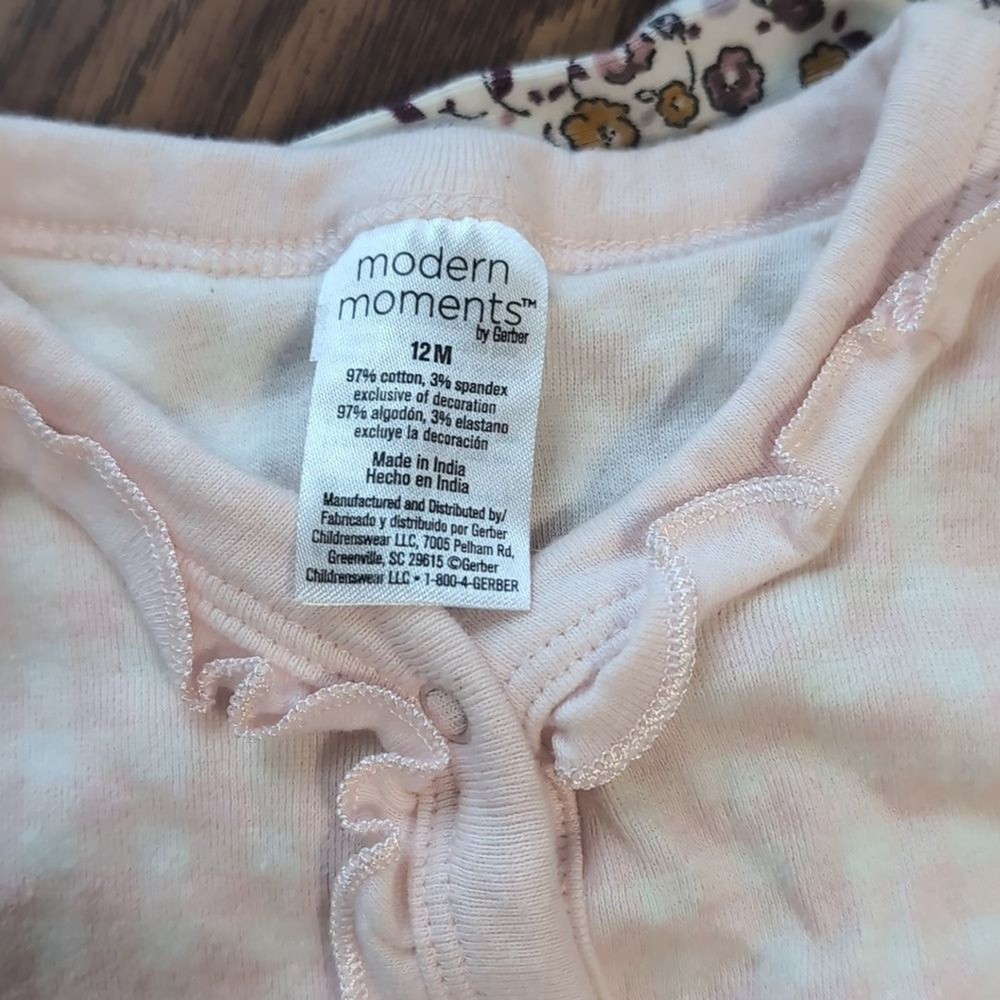 modern
moments™
by Gerber
12M
97% cotton, 3% spandex
exclusive of decoration
97% algodón, 3% elastano
excluye la decoración
Made in India
Hecho en India
Manufactured and Distributed by/
Fabricado y distribuido por Gerber
Childrenswear LLC, 7005 Pelham Rd,
Greenville, SC 29615 ©Gerber
Childrenswear LLC • 1-800-4-GERBER